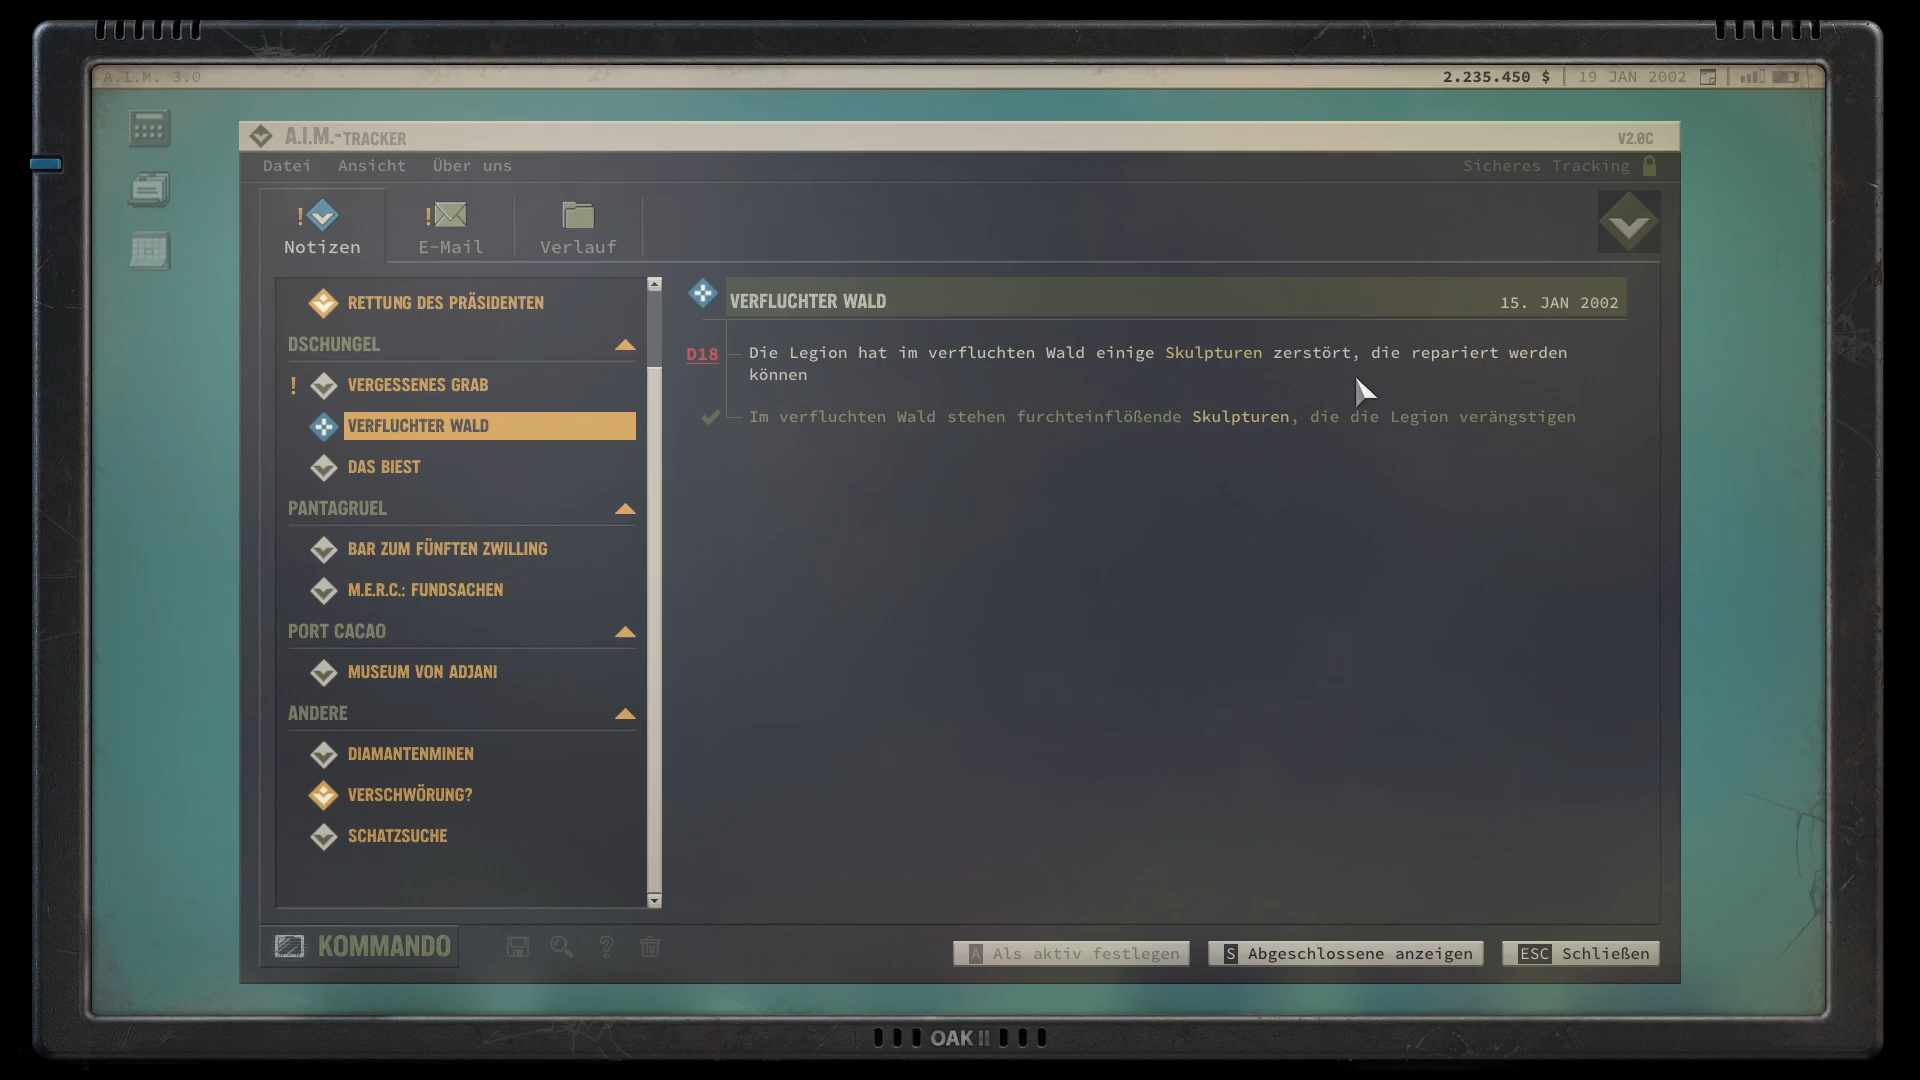 A.I.M. 3.0
2.235.450 $ | 19 JAN 2002
A.I.M.-TRACKER
V2.0C
Datei Ansicht Über uns
Sicheres Tracking
! Notizen
! E-Mail
Verlauf
RETTUNG DES PRÄSIDENTEN
DSCHUNGEL
! VERGESSENES GRAB
VERFLUCHTER WALD
DAS BIEST
PANTAGRUEL
BAR ZUM FÜNFTEN ZWILLING
M.E.R.C.: FUNDSACHEN
PORT CACAO
MUSEUM VON ADJANI
ANDERE
DIAMANTENMINEN
VERSCHWÖRUNG?
SCHATZSUCHE
VERFLUCHTER WALD
15. JAN 2002
D18 Die Legion hat im verfluchten Wald einige Skulpturen zerstört, die repariert werden
können
Im verfluchten Wald stehen furchteinflößende Skulpturen, die die Legion verängstigen
KOMMANDO
?
A Als aktiv festlegen
S Abgeschlossene anzeigen
ESC Schließen
OAK II